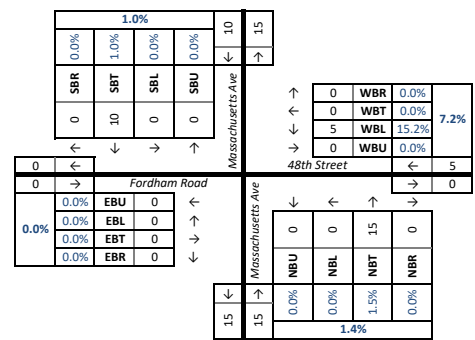 1.0%
10 15
0.0% 1.0% 0.0% 0.0%
↓ ↑
SBR SBT SBL SBU
0 10 0 0
← ↓ → ↑
Massachusetts Ave
↑ 0 WBR 0.0%
← 0 WBT 0.0%
↓ 5 WBL 15.2%
→ 0 WBU 0.0%
7.2%
48th Street
0 ←
← 5
0 →
→ 0
Fordham Road
0.0%
0.0% EBU 0 ←
0.0% EBL 0 ↑
0.0% EBT 0 →
0.0% EBR 0 ↓
Massachusetts Ave
↓ ← ↑ →
0 0 15 0
NBU NBL NBT NBR
0.0% 0.0% 1.5% 0.0%
1.4%
↓ ↑
15 15